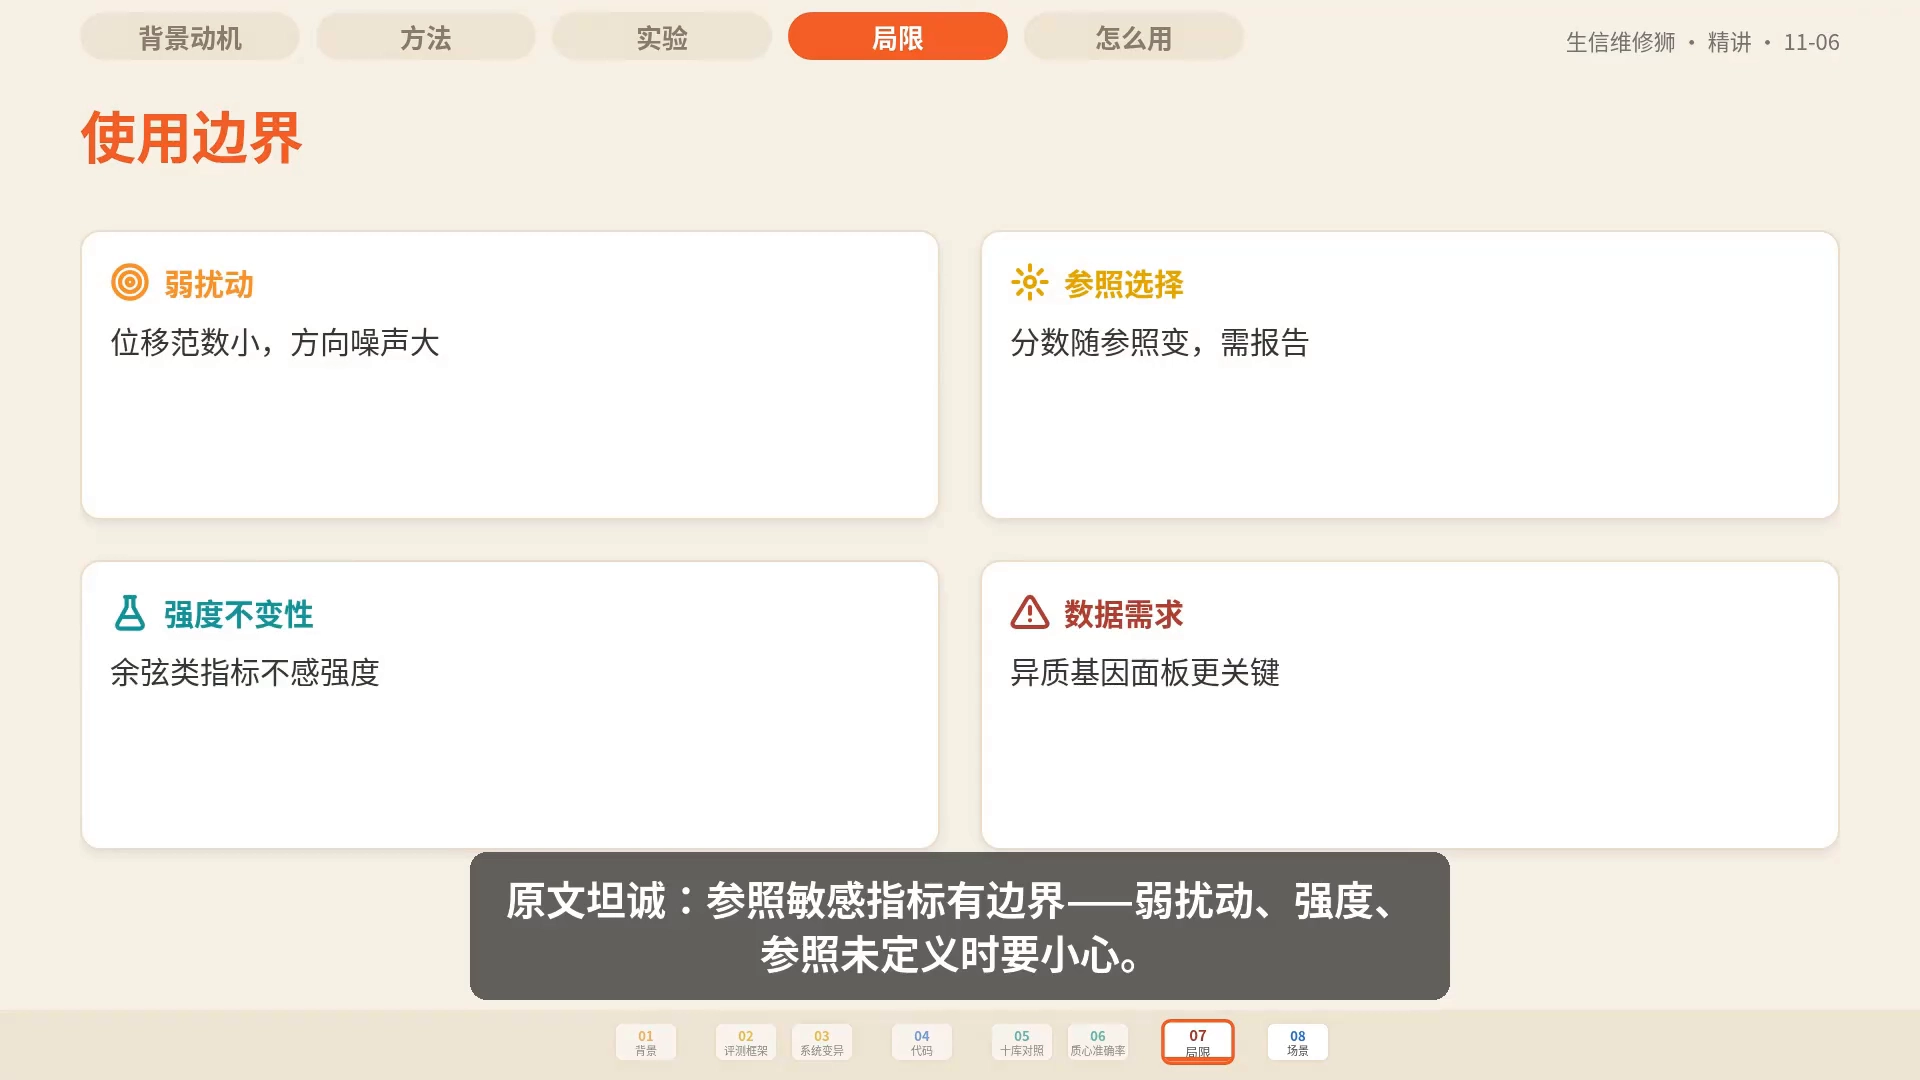 背景动机
方法
实验
局限
怎么用
生信维修狮 • 精讲 • 11-06
使用边界
弱扰动
位移范数小，方向噪声大
参照选择
分数随参照变，需报告
强度不变性
余弦类指标不感强度
数据需求
异质基因面板更关键
原文坦诚：参照敏感指标有边界——弱扰动、强度、
参照未定义时要小心。
01
背景
02
评测框架
03
系统变异
04
代码
05
十库对照
06
质心准确率
07
局限
08
场景